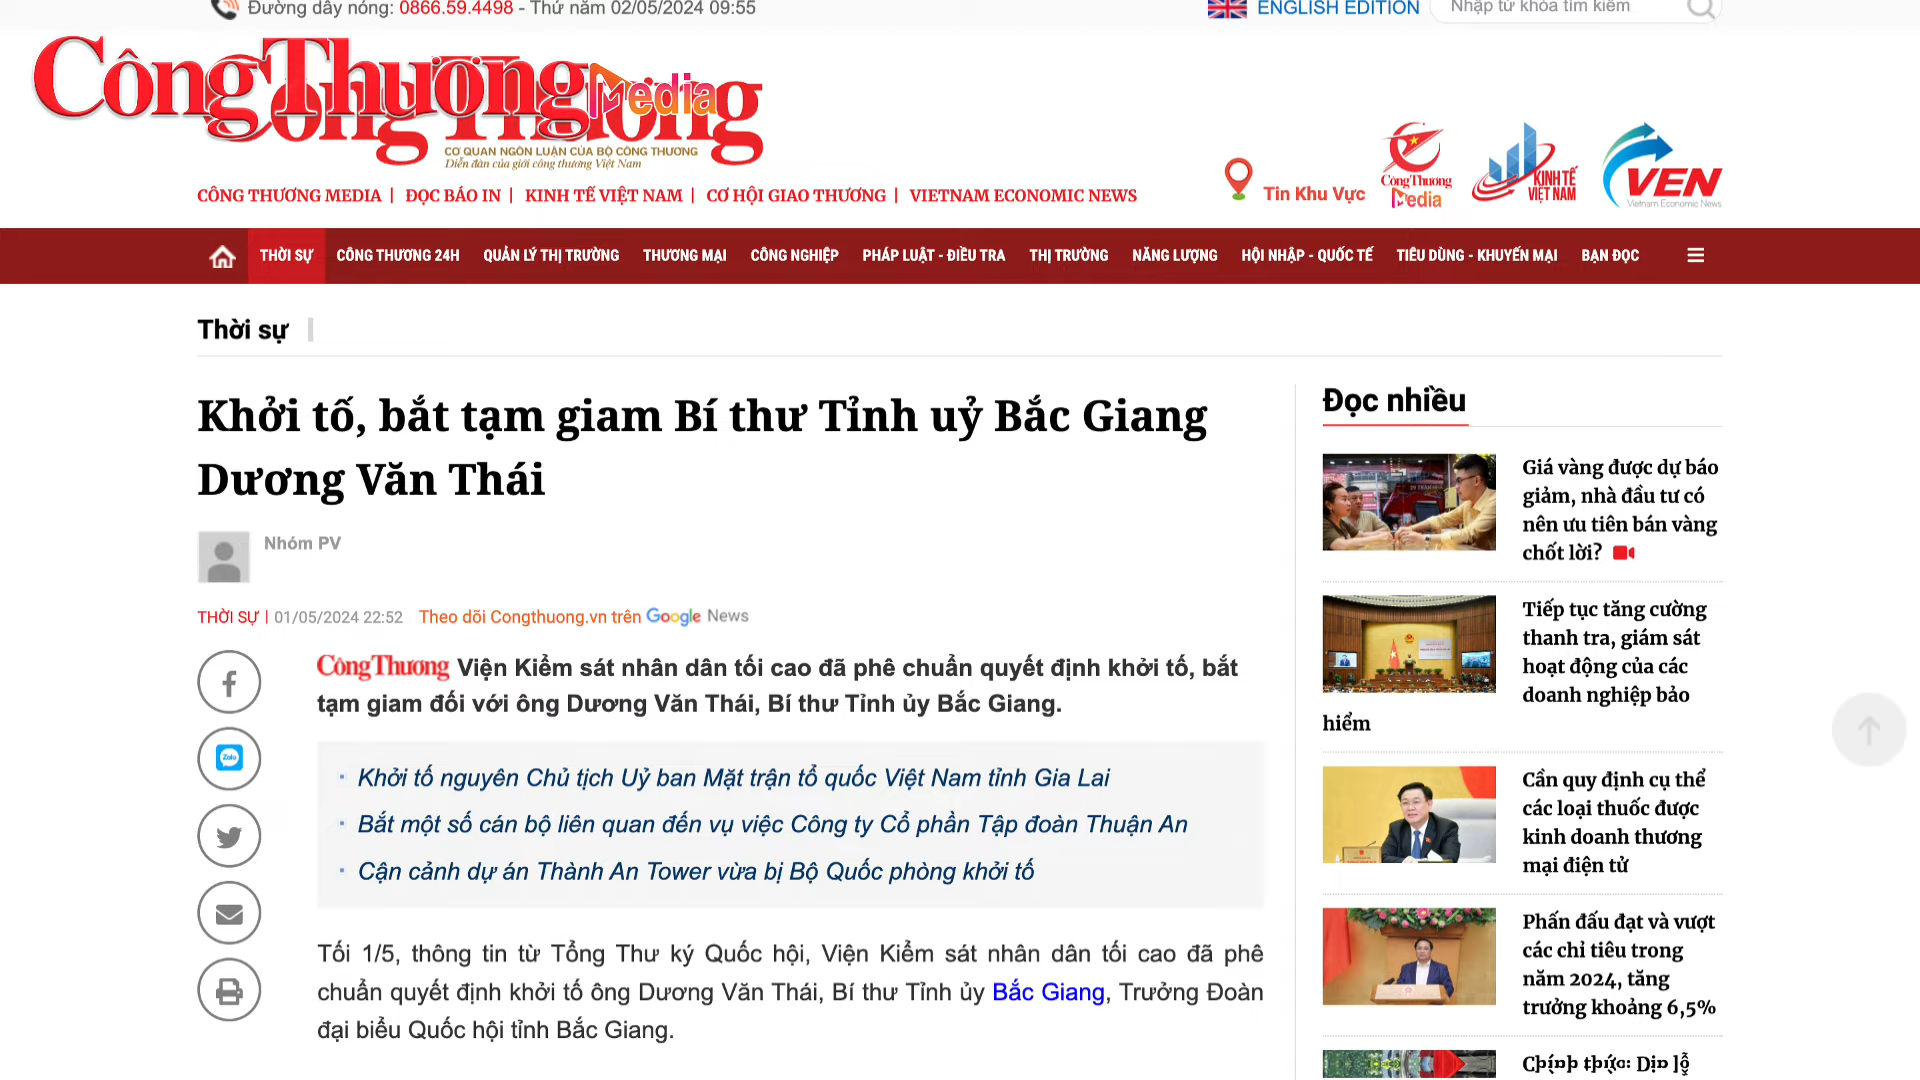 Đường dây nóng: 0866.59.4498 - Thứ năm 02/05/2024 09:55
ENGLISH EDITION
Nhập từ khóa tìm kiếm
Công Thương Media
Công Thương
CƠ QUAN NGÔN LUẬN CỦA BỘ CÔNG THƯƠNG
Diễn đàn của giới công thương Việt Nam
CÔNG THƯƠNG MEDIA | ĐỌC BÁO IN | KINH TẾ VIỆT NAM | CƠ HỘI GIAO THƯƠNG | VIETNAM ECONOMIC NEWS
Tin Khu Vực
Công Thương
Media
KINH TẾ
VIỆT NAM
VEN
Vietnam Economic News
THỜI SỰ CÔNG THƯƠNG 24H QUẢN LÝ THỊ TRƯỜNG THƯƠNG MẠI CÔNG NGHIỆP PHÁP LUẬT - ĐIỀU TRA THỊ TRƯỜNG NĂNG LƯỢNG HỘI NHẬP - QUỐC TẾ TIÊU DÙNG - KHUYẾN MẠI BẠN ĐỌC
Thời sự
Khởi tố, bắt tạm giam Bí thư Tỉnh uỷ Bắc Giang
Dương Văn Thái
Nhóm PV
THỜI SỰ | 01/05/2024 22:52 Theo dõi Congthuong.vn trên Google News
Công Thương Viện Kiểm sát nhân dân tối cao đã phê chuẩn quyết định khởi tố, bắt
tạm giam đối với ông Dương Văn Thái, Bí thư Tỉnh ủy Bắc Giang.
Zalo
Khởi tố nguyên Chủ tịch Uỷ ban Mặt trận tổ quốc Việt Nam tỉnh Gia Lai
Bắt một số cán bộ liên quan đến vụ việc Công ty Cổ phần Tập đoàn Thuận An
Cận cảnh dự án Thành An Tower vừa bị Bộ Quốc phòng khởi tố
Tối 1/5, thông tin từ Tổng Thư ký Quốc hội, Viện Kiểm sát nhân dân tối cao đã phê
chuẩn quyết định khởi tố ông Dương Văn Thái, Bí thư Tỉnh ủy Bắc Giang, Trưởng Đoàn
đại biểu Quốc hội tỉnh Bắc Giang.
Đọc nhiều
Giá vàng được dự báo
giảm, nhà đầu tư có
nên ưu tiên bán vàng
chốt lời?
Tiếp tục tăng cường
thanh tra, giám sát
hoạt động của các
doanh nghiệp bảo
hiểm
Cần quy định cụ thể
các loại thuốc được
kinh doanh thương
mại điện tử
Phấn đấu đạt và vượt
các chỉ tiêu trong
năm 2024, tăng
trưởng khoảng 6,5%
Chính thức: Dịp lễ